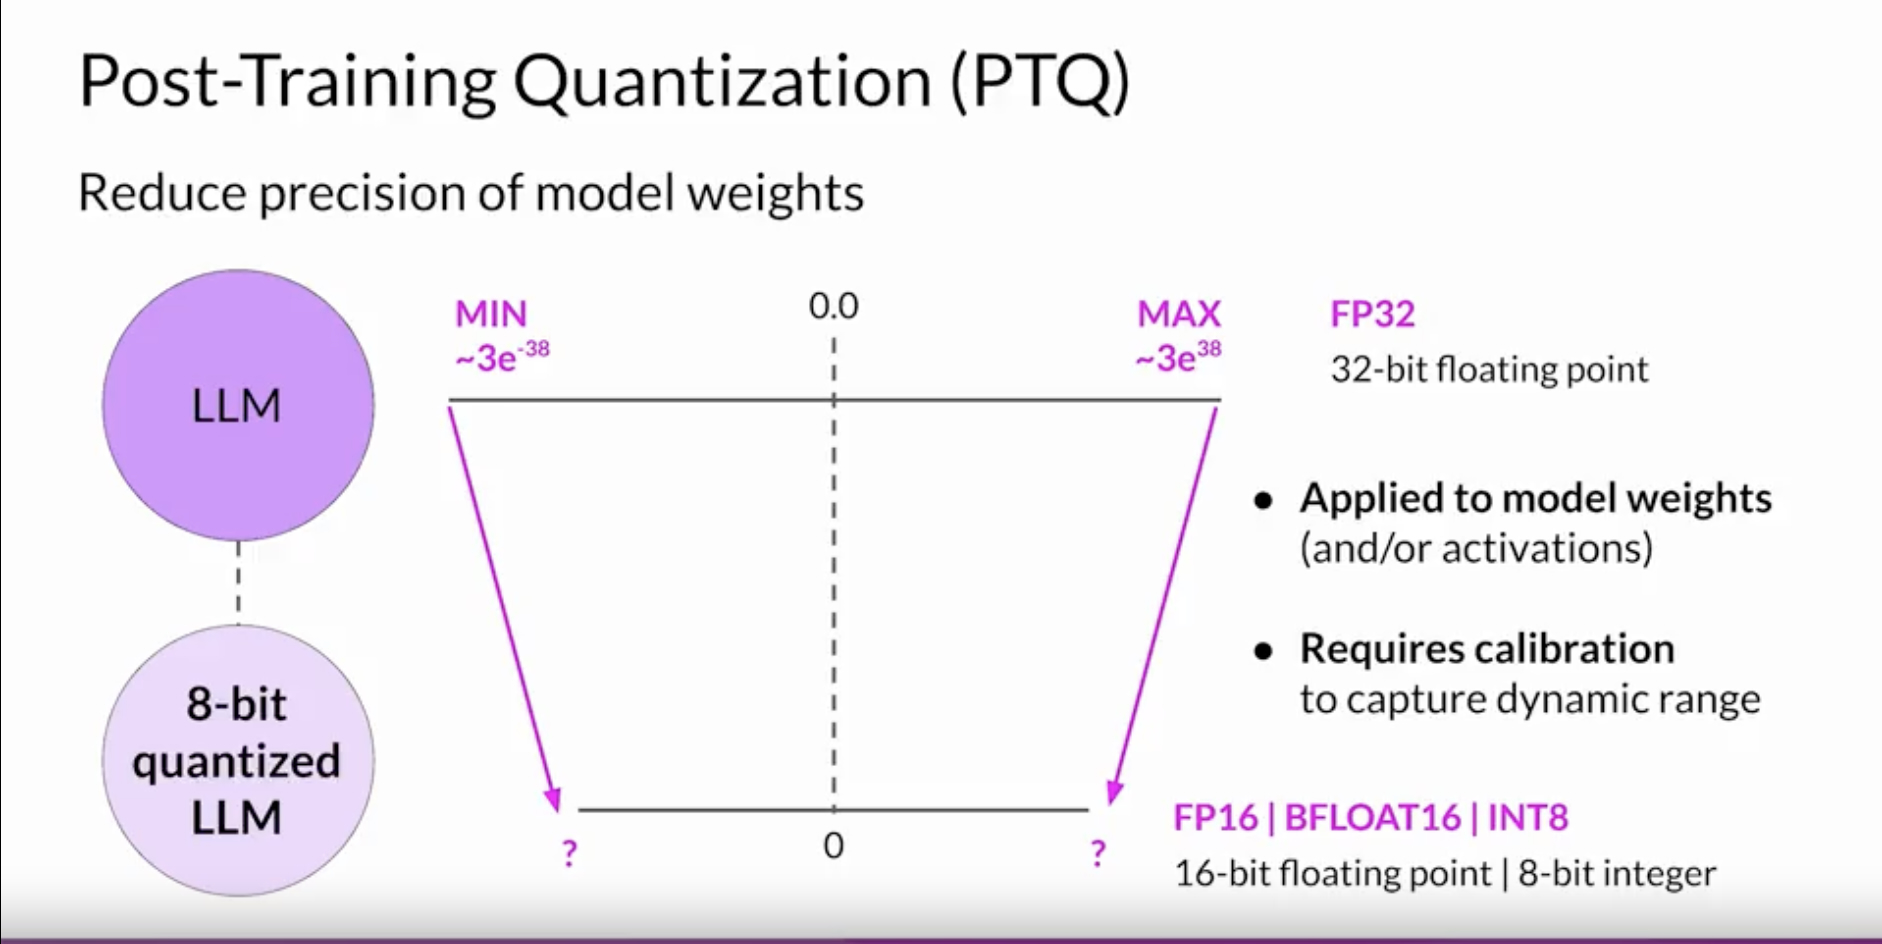 Post-Training Quantization (PTQ)
Reduce precision of model weights
LLM
MIN
~3e⁻³⁸
0.0
MAX
~3e³⁸
FP32
32-bit floating point
● Applied to model weights
(and/or activations)
● Requires calibration
to capture dynamic range
8-bit
quantized
LLM
?
0
?
FP16 | BFLOAT16 | INT8
16-bit floating point | 8-bit integer